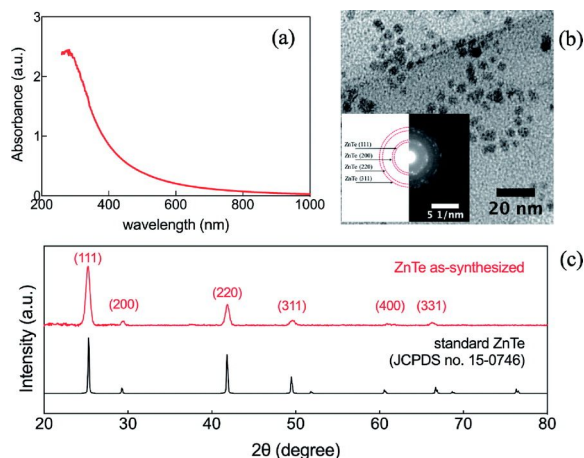 (a)
3
2
1
0
Absorbance (a.u.)
200 400 600 800 1000
wavelength (nm)
(b)
ZnTe (111)
ZnTe (200)
ZnTe (220)
ZnTe (311)
5 1/nm
20 nm
(c)
(111)
(200)
(220)
(311)
(400)
(331)
ZnTe as-synthesized
standard ZnTe
(JCPDS no. 15-0746)
Intensity (a.u.)
20 30 40 50 60 70 80
2θ (degree)